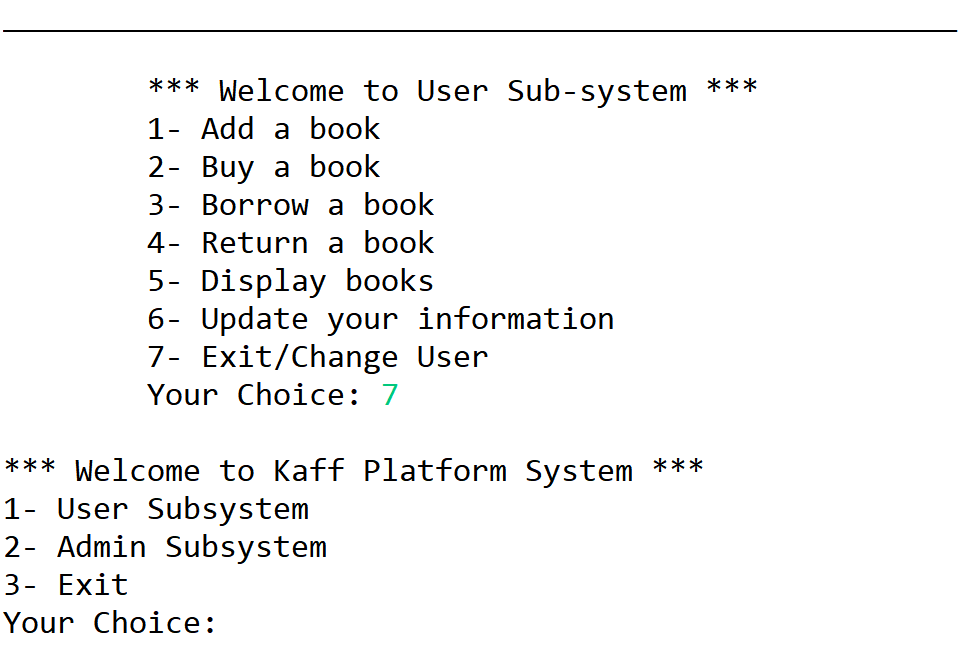 *** Welcome to User Sub-system ***
1- Add a book
2- Buy a book
3- Borrow a book
4- Return a book
5- Display books
6- Update your information
7- Exit/Change User
Your Choice: 7
*** Welcome to Kaff Platform System ***
1- User Subsystem
2- Admin Subsystem
3- Exit
Your Choice: